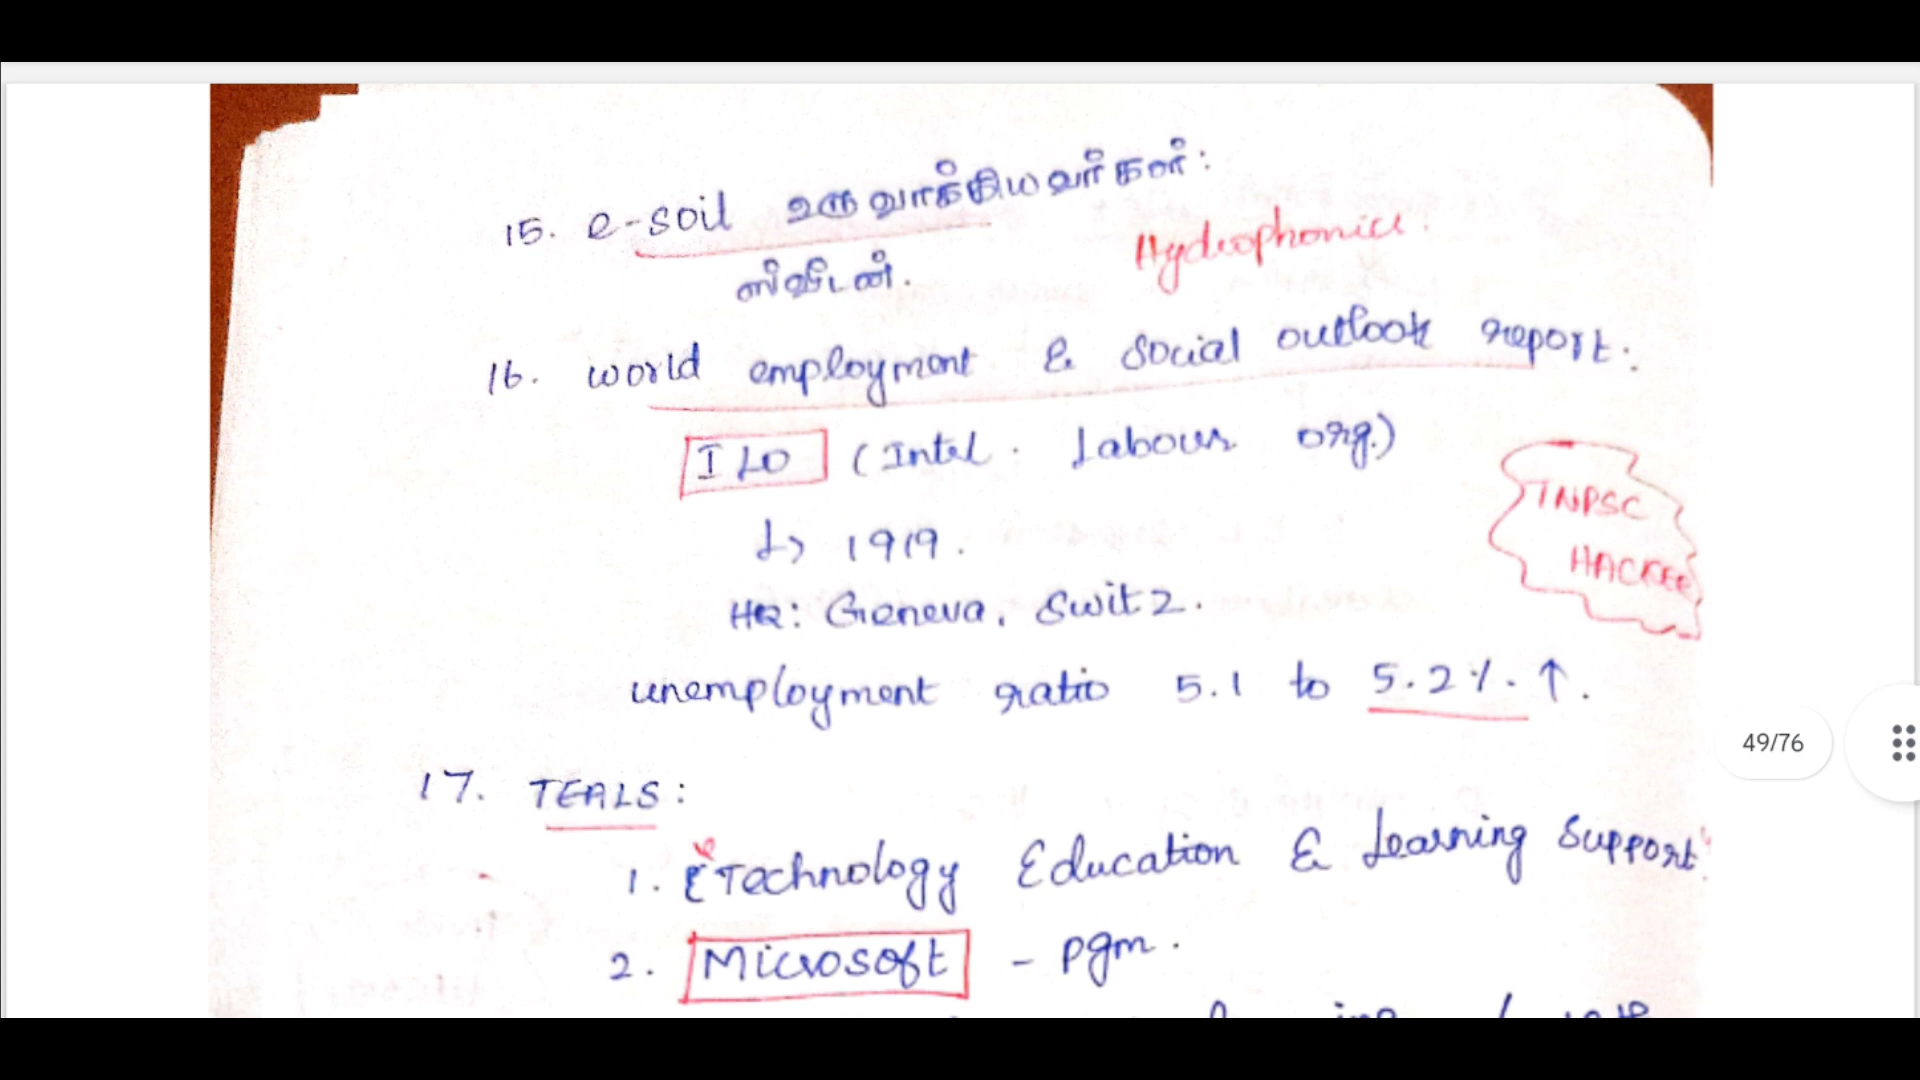 15. e-soil உருவாக்கியவர்கள்:
Hydrophonics.
ஸ்வீடன்.
16. world employment & social outlook report:
ILO (Intel. Labour org.)
↳ 1919.
TNPSC
HACKER
HQ: Geneva, Switz.
unemployment ratio 5.1 to 5.2%. ↑.
49/76
17. TEALS:
1. Technology Education & Learning Support
2. Microsoft - pgm.